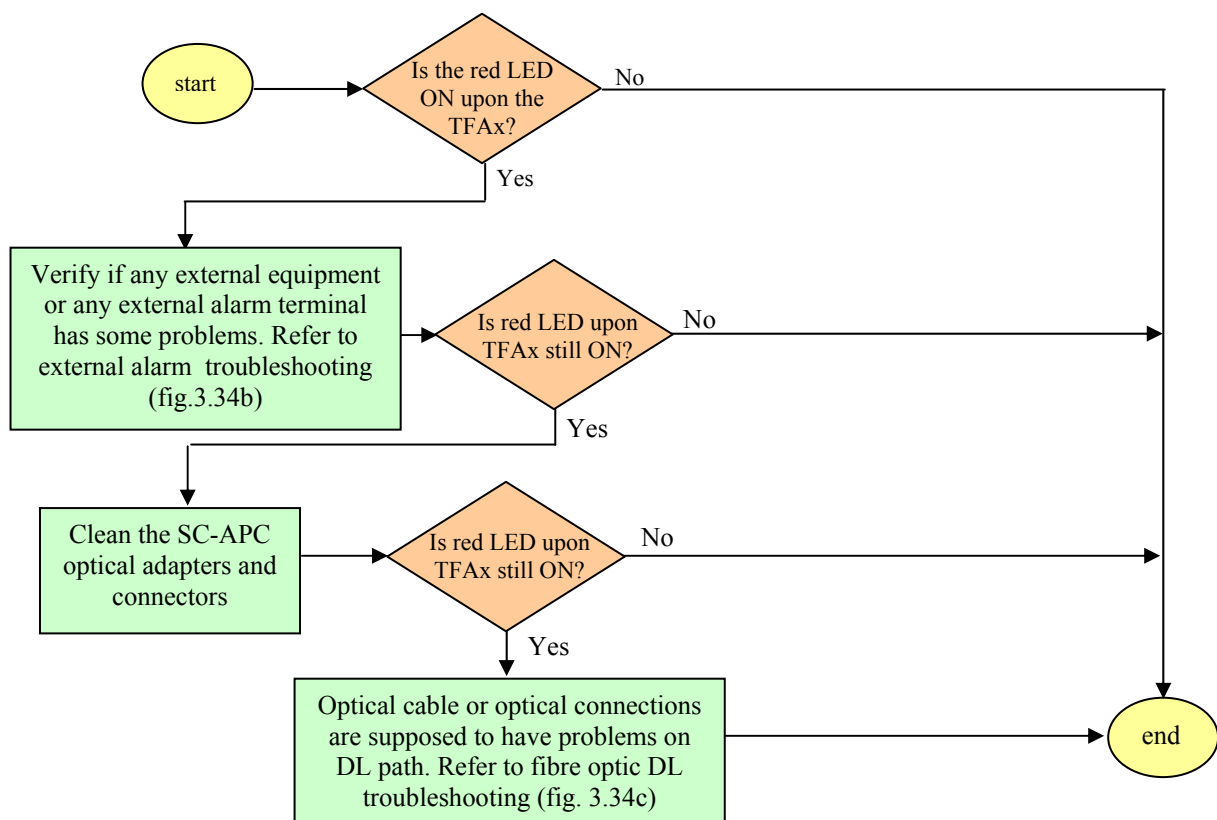 start
Is the red LED
ON upon the
TFAx?
No
Yes
Verify if any external equipment
or any external alarm terminal
has some problems. Refer to
external alarm troubleshooting
(fig.3.34b)
Is red LED upon
TFAx still ON?
No
Yes
Clean the SC-APC
optical adapters and
connectors
Is red LED upon
TFAx still ON?
No
Yes
Optical cable or optical connections
are supposed to have problems on
DL path. Refer to fibre optic DL
troubleshooting (fig. 3.34c)
end